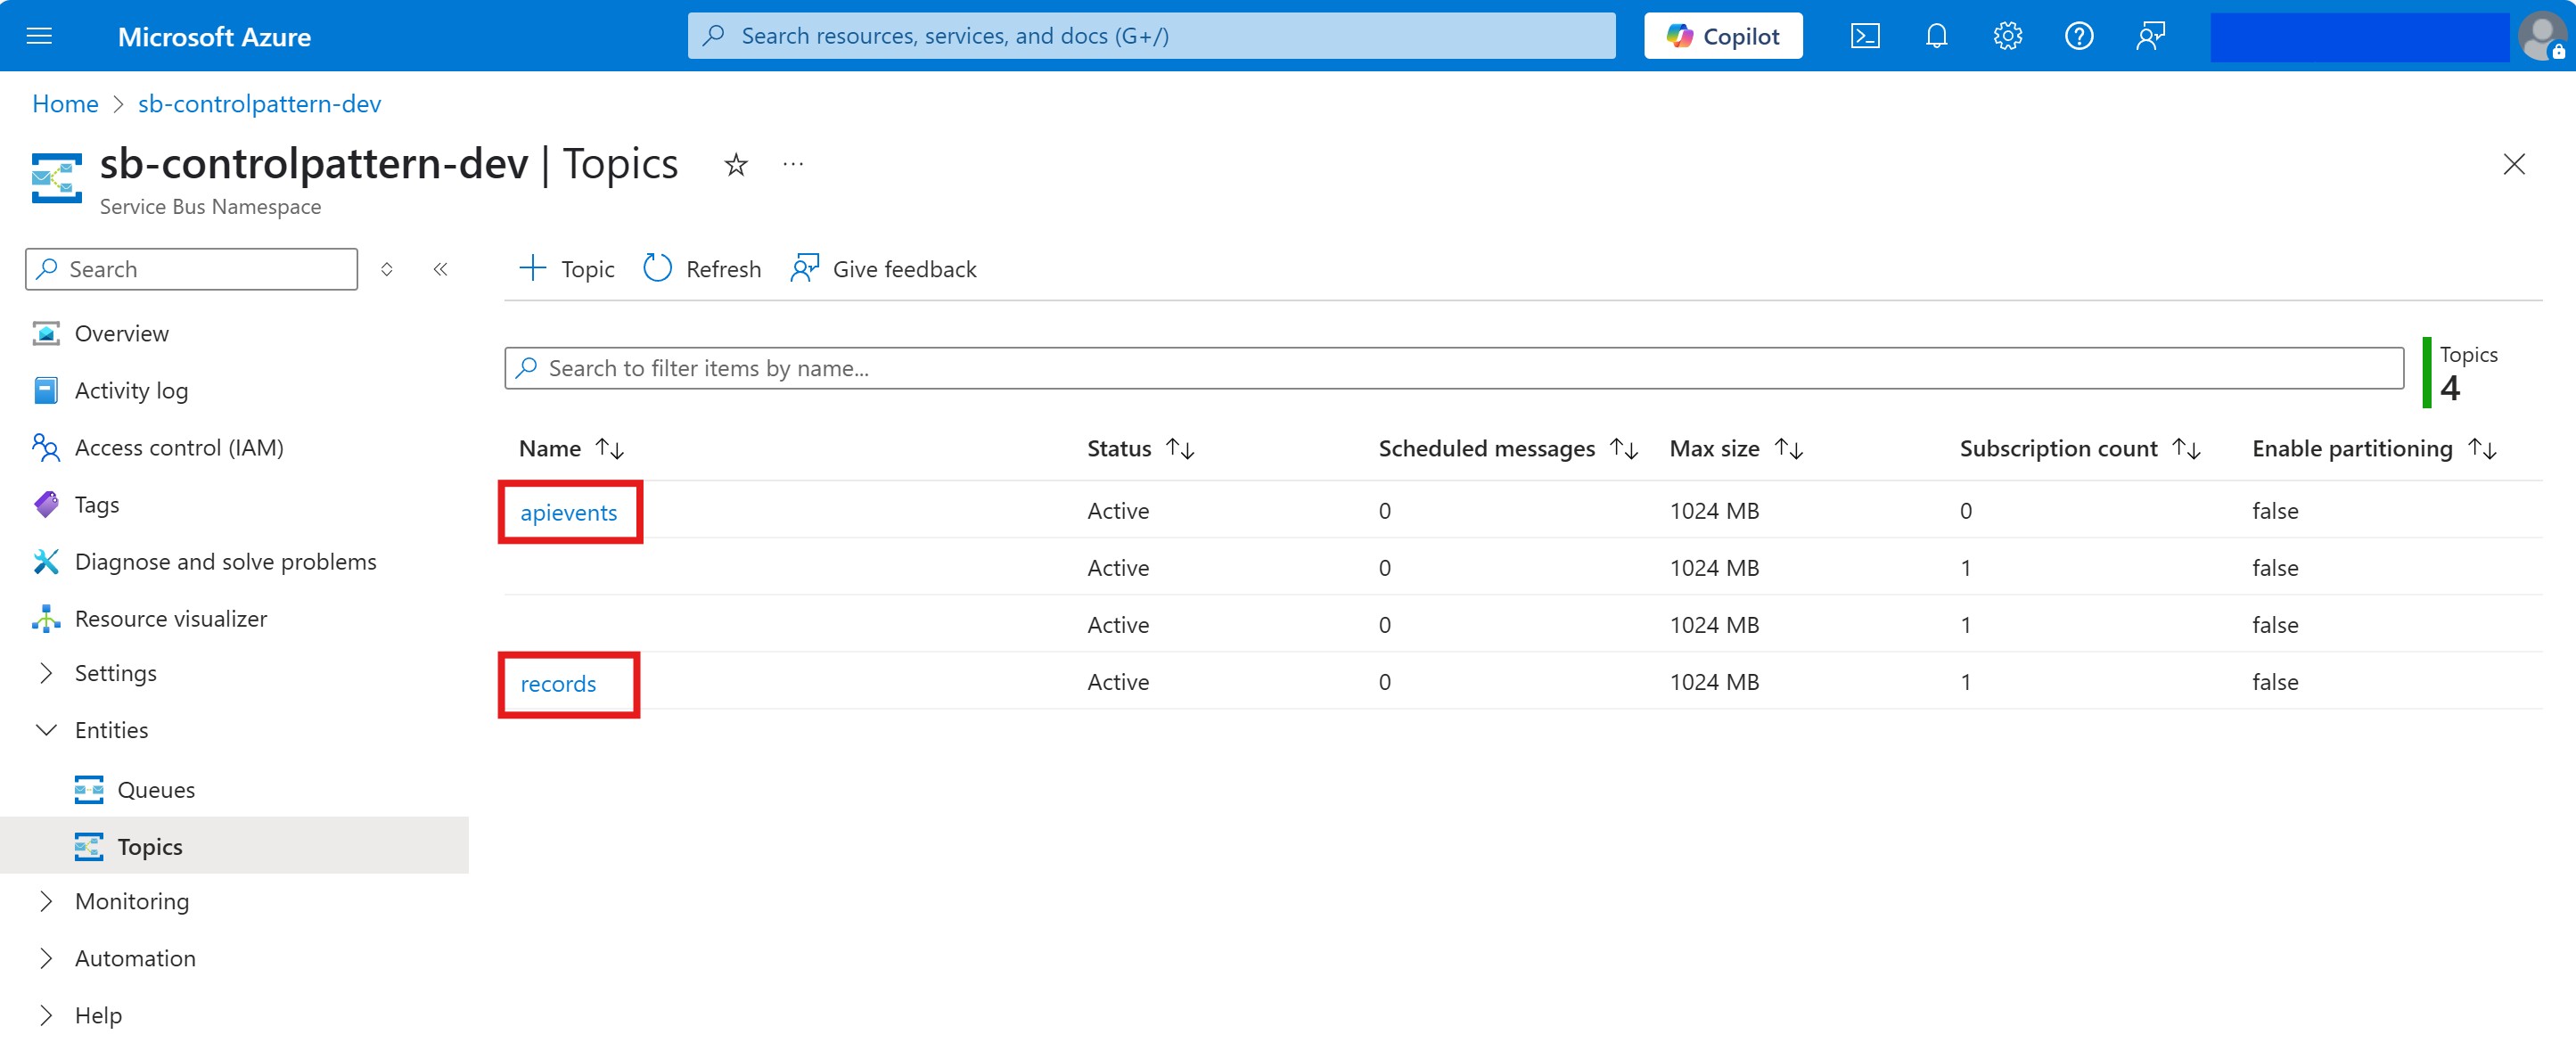 Microsoft Azure
Search resources, services, and docs (G+/)
Copilot
Home > sb-controlpattern-dev
sb-controlpattern-dev | Topics
Service Bus Namespace
Search
Overview
Activity log
Access control (IAM)
Tags
Diagnose and solve problems
Resource visualizer
Settings
Entities
Queues
Topics
Monitoring
Automation
Help
Topic Refresh Give feedback
Search to filter items by name...
Topics
4
Name Status Scheduled messages Max size Subscription count Enable partitioning
apievents Active 0 1024 MB 0 false
Active 0 1024 MB 1 false
Active 0 1024 MB 1 false
records Active 0 1024 MB 1 false